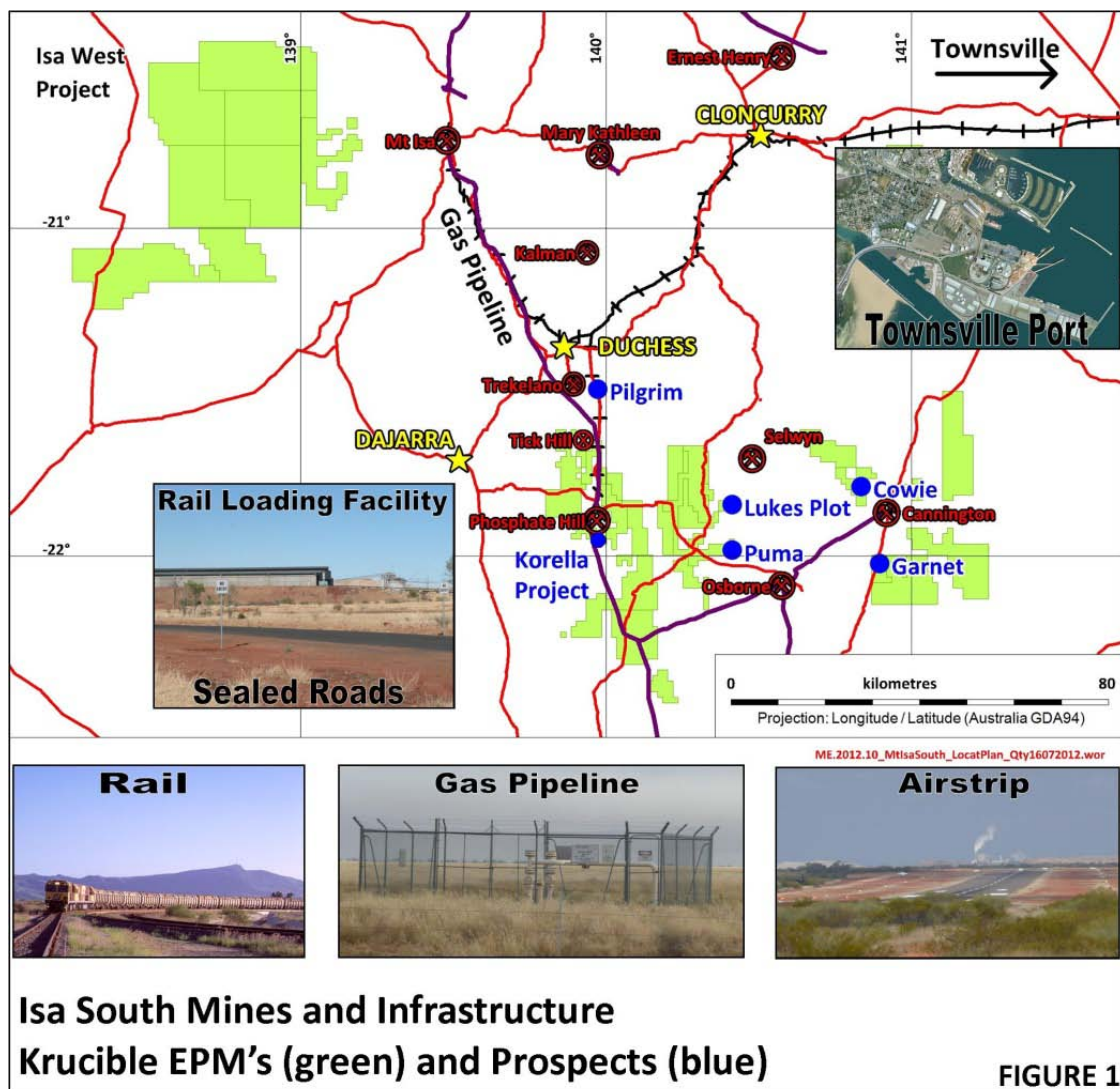 Isa West
Project
139°
140°
141°
Townsville
Ernest Henry
CLONCURRY
Mt Isa
Mary Kathleen
-21°
Gas Pipeline
Kalman
Townsville Port
DUCHESS
Trekelano
Pilgrim
DAJARRA
Tick Hill
Selwyn
Cowie
Rail Loading Facility
Lukes Plot
Cannington
Phosphate Hill
-22°
Korella
Project
Puma
Garnet
Osborne
Sealed Roads
0 kilometres 80
Projection: Longitude / Latitude (Australia GDA94)
ME.2012.10_MtIsaSouth_LocatPlan_Qty16072012.wor
Rail
Gas Pipeline
Airstrip
Isa South Mines and Infrastructure
Krucible EPM's (green) and Prospects (blue)
FIGURE 1